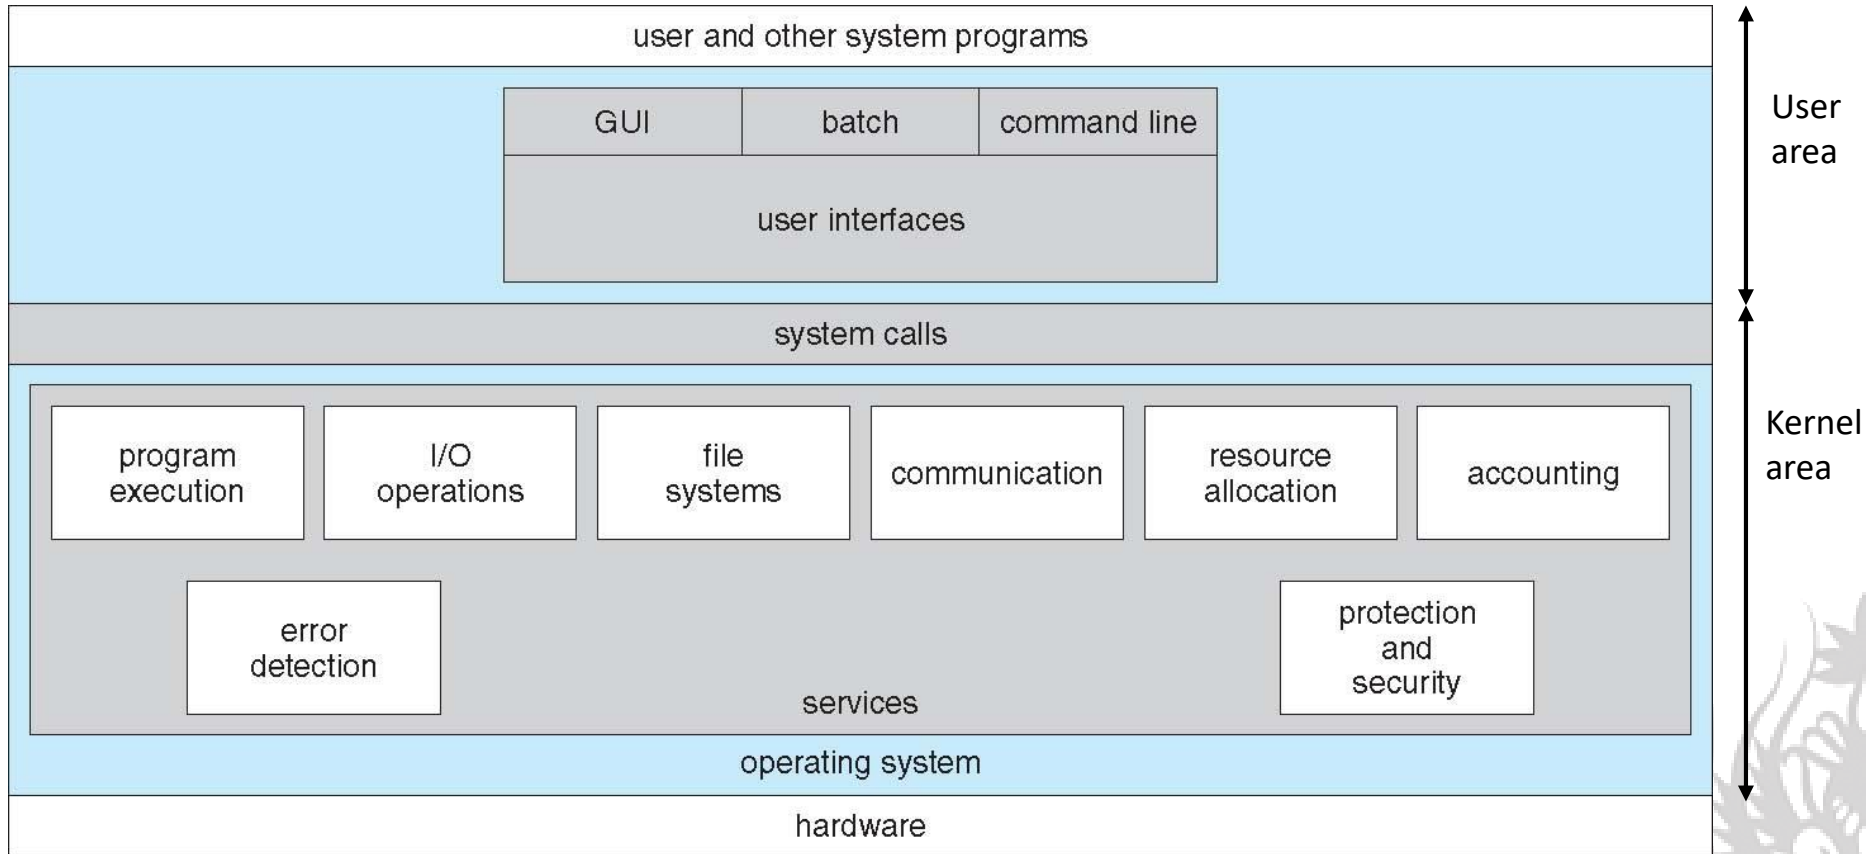 user and other system programs
GUI
batch
command line
user interfaces
User
area
system calls
program
execution
I/O
operations
file
systems
communication
resource
allocation
accounting
Kernel
area
error
detection
protection
and
security
services
operating system
hardware